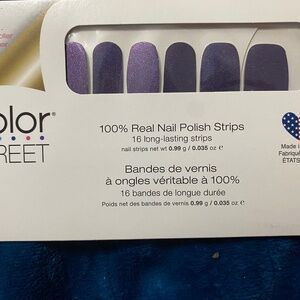 olor
REET
100% Real Nail Polish Strips
16 long-lasting strips
nail strips net wt 0.99 g / 0.035 oz ℮
Bandes de vernis
à ongles véritable à 100%
16 bandes de longue durée
Poids net des bandes de vernis 0.99 g / 0.035 oz ℮
Made i
Fabriqu
ÉTATS